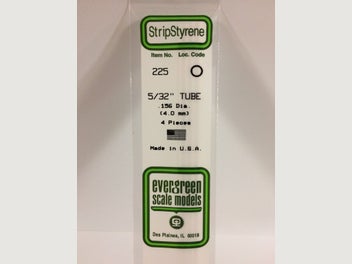 StripStyrene
Item No. Loc. Code
225 O
5/32" TUBE
.156 Dia.
(4.0 mm)
4 Pieces
Made in U.S.A.
evergreen
scale models
Des Plaines, IL 60018